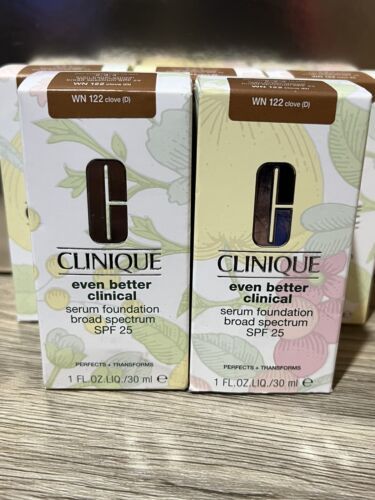 WN 122 clove (D)
CLINIQUE
even better
clinical
serum foundation
broad spectrum
SPF 25
PERFECTS + TRANSFORMS
1 FL.OZ.LIQ./30 ml ℮
WN 122 clove (D)
CLINIQUE
even better
clinical
serum foundation
broad spectrum
SPF 25
PERFECTS + TRANSFORMS
1 FL.OZ.LIQ./30 ml ℮